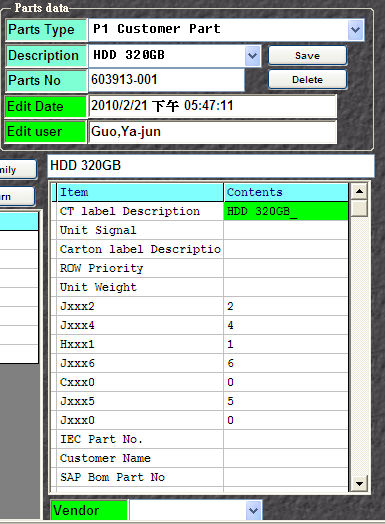 Parts data
Parts Type P1 Customer Part
Description HDD 320GB Save
Parts No 603913-001 Delete
Edit Date 2010/2/21 下午 05:47:11
Edit user Guo,Ya-jun
mily HDD 320GB
Item Contents
urn
CT label Description HDD 320GB_
Unit Signal
Carton label Descriptio
ROW Priority
Unit Weight
Jxxx2 2
Jxxx4 4
Hxxx1 1
Jxxx6 6
Cxxx0 0
Jxxx5 5
Jxxx0 0
IEC Part No.
Customer Name
SAP Bom Part No
Vendor